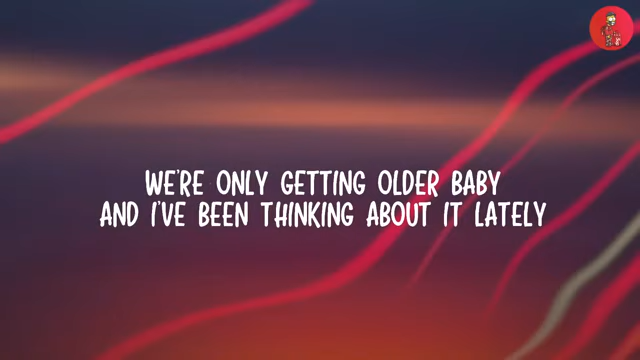 WE'RE ONLY GETTING OLDER BABY
AND I'VE BEEN THINKING ABOUT IT LATELY